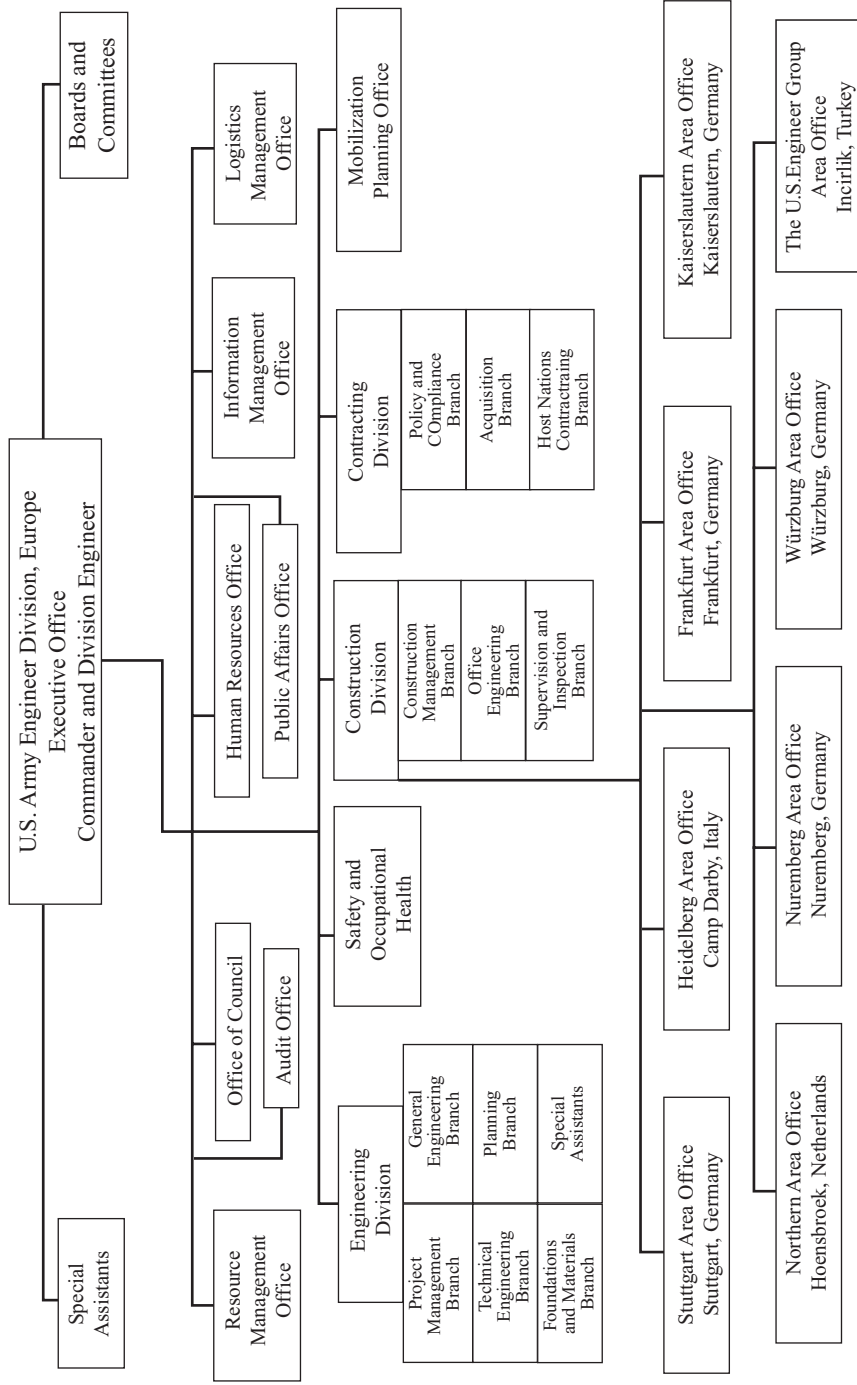 U.S. Army Engineer Division, Europe
Executive Office
Commander and Division Engineer
Special
Assistants
Boards and
Committees
Resource
Management
Office
Office of Council
Audit Office
Human Resources Office
Public Affairs Office
Information
Management
Office
Logistics
Management
Office
Engineering
Division
Project
Management
Branch
General
Engineering
Branch
Technical
Engineering
Branch
Planning
Branch
Foundations
and Materials
Branch
Special
Assistants
Safety and
Occupational
Health
Construction
Division
Construction
Management
Branch
Office
Engineering
Branch
Supervision and
Inspection
Branch
Contracting
Division
Policy and
COmpliance
Branch
Acquisition
Branch
Host Nations
Contractraing
Branch
Mobilization
Planning Office
Stuttgart Area Office
Stuttgart, Germany
Heidelberg Area Office
Camp Darby, Italy
Frankfurt Area Office
Frankfurt, Germany
Kaiserslautern Area Office
Kaiserslautern, Germany
Northern Area Office
Hoensbroek, Netherlands
Nuremberg Area Office
Nuremberg, Germany
Würzburg Area Office
Würzburg, Germany
The U.S.Engineer Group
Area Office
Incirlik, Turkey